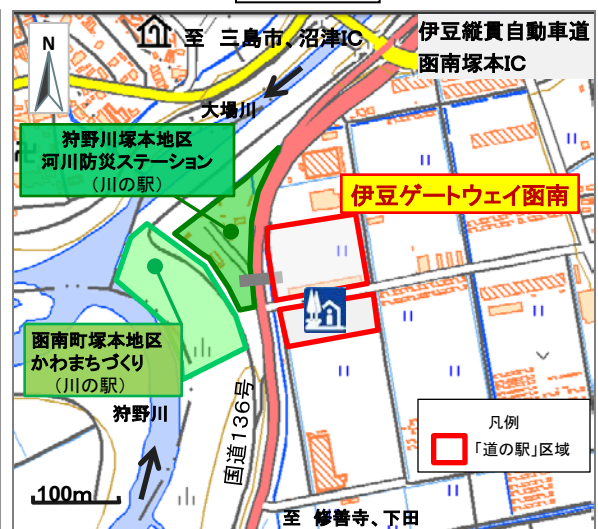 N
至 三島市、沼津IC
伊豆縦貫自動車道
函南塚本IC
大場川
狩野川塚本地区
河川防災ステーション
（川の駅）
伊豆ゲートウェイ函南
函南町塚本地区
かわまちづくり
（川の駅）
狩野川
国道136号
凡例
「道の駅」区域
100m
至 修善寺、下田